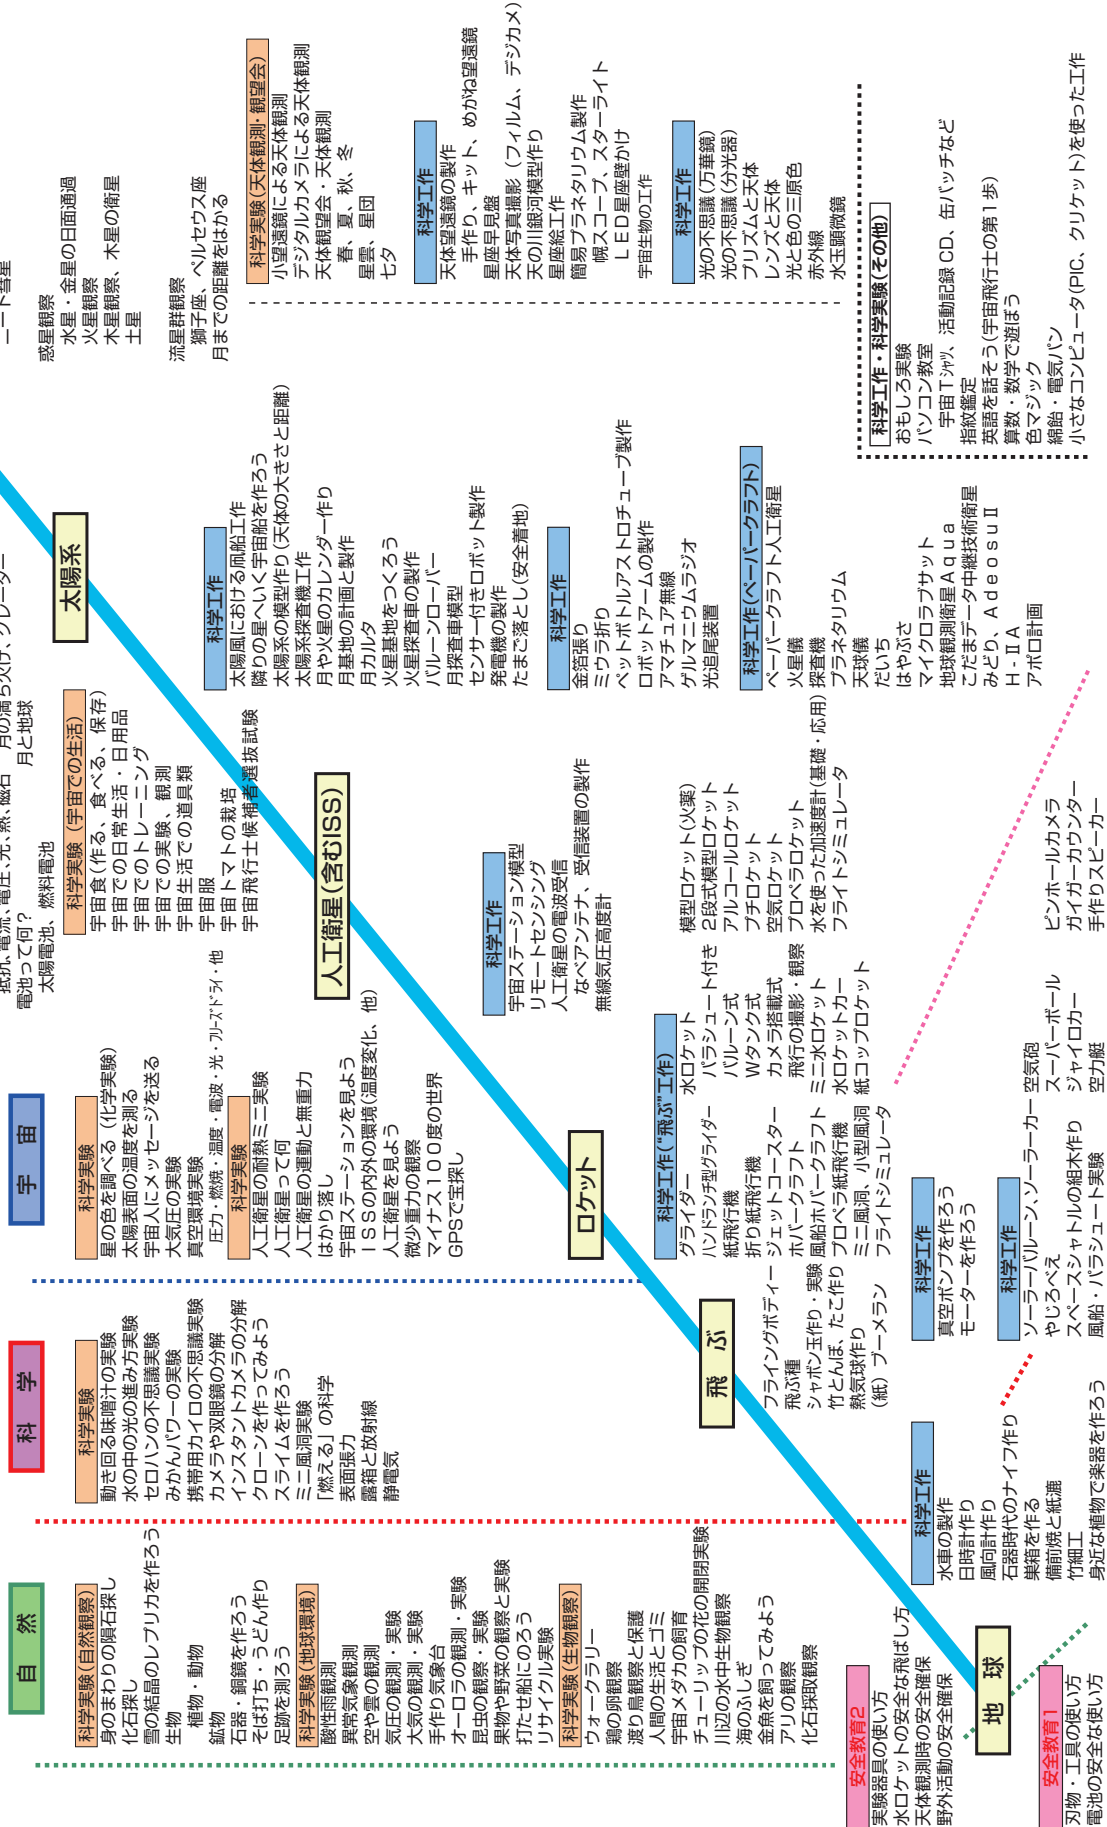 自 然
科学実験(自然観察)
身のまわりの隕石探し
化石探し
雪の結晶のレプリカを作ろう
生物
植物・動物
鉱物
石器・銅鏡を作ろう
そば打ち・うどん作り
足跡を測ろう
科学実験(地球環境)
酸性雨観測
異常気象観測
空や雲の観測
気圧の観測・実験
大気の観測・実験
手作り気象台
オーロラの観測・実験
昆虫の観察・実験
果物や野菜の観察と実験
打たせ船にのろう
リサイクル実験
科学実験(生物観察)
ウォークラリー
鶏の卵観察
渡り鳥観察と保護
人間の生活とゴミ
宇宙メダカの飼育
チューリップの花の開閉実験
川辺の水中生物観察
海のふしぎ
金魚を飼ってみよう
アリの観察
化石採取観察
安全教育2
実験器具の使い方
水ロケットの安全な飛ばし方
天体観測時の安全確保
野外活動の安全確保
地 球
安全教育1
刃物・工具の使い方
電池の安全な使い方
科 学
科学実験
動き回る味噌汁の実験
水の中の光の進み方実験
セロハンの不思議実験
みかんパワーの実験
携帯用カイロの不思議実験
カメラや双眼鏡の分解
インスタントカメラの分解
クローンを作ってみよう
スライムを作ろう
ミニ風洞実験
「燃える」の科学
表面張力
露箱と放射線
静電気
飛 ぶ
フライングボディー
飛ぶ種
シャボン玉作り・実験
竹とんぼ、たこ作り
熱気球作り
(紙)ブーメラン
科学工作
水車の製作
日時計作り
風向計作り
石器時代のナイフ作り
巣箱を作る
備前焼と紙漉
竹細工
身近な植物で楽器を作ろう
宇 宙
科学実験
星の色を調べる(化学実験)
太陽表面の温度を測る
宇宙人にメッセージを送る
大気圧の実験
真空環境実験
圧力・燃焼・温度・電波・光・フリーズドライ・他
科学実験
人工衛星の耐熱ミニ実験
人工衛星って何
人工衛星の運動と無重力
はかり落し
宇宙ステーションを見よう
ISSの内外の環境(温度変化、他)
人工衛星を見よう
微少重力の観察
マイナス100度の世界
GPSで宝探し
ロケット
科学工作(“飛ぶ”工作)
グライダー
ハンドランチ型グライダー
紙飛行機
折り紙飛行機
ジェットコースター
ホバークラフト
風船ホバークラフト
プロペラ紙飛行機
ミニ風洞、小型風洞
フライトシミュレータ
水ロケット
パラシュート付き
バルーン式
Wタンク式
カメラ搭載式
飛行の撮影・観察
ミニ水ロケット
水ロケットカー
紙コップロケット
模型ロケット(火薬)
2段式模型ロケット
アルコールロケット
プチロケット
空気ロケット
プロペラロケット
水を使った加速度計(基礎・応用)
フライトシミュレータ
科学工作
真空ポンプを作ろう
モーターを作ろう
科学工作
ソーラーバルーン、ソーラーカー
やじろべえ
スペースシャトルの組木作り
風船・パラシュート実験
空気砲
スーパーボール
ジャイロカー
空力艇
ピンホールカメラ
ガイガーカウンター
手作りスピーカー
抵抗、電流、電圧、光、熱、磁石
電池って何?
太陽電池、燃料電池
科学実験(宇宙での生活)
宇宙食(作る、食べる、保存)
宇宙での日常生活・日用品
宇宙でのトレーニング
宇宙での実験、観測
宇宙生活での道具類
宇宙服
宇宙トマトの栽培
宇宙飛行士候補者選抜試験
人工衛星(含むISS)
科学工作
宇宙ステーション模型
リモートセンシング
人工衛星の電波受信
なべアンテナ、受信装置の製作
無線気圧高度計
月の満ち欠け、クレーター
月と地球
太陽系
科学工作
太陽風における凧船工作
隣りの星へいく宇宙船を作ろう
太陽系の模型作り(天体の大きさと距離)
太陽系探査機工作
月や火星のカレンダー作り
月基地の計画と製作
月カルタ
火星基地をつくろう
火星探査車の製作
バルーンローバー
月探査車模型
センサー付きロボット製作
発電機の製作
たまご落とし(安全着地)
科学工作
金箔張り
ミウラ折り
ペットボトルアストロチューブ製作
ロボットアームの製作
アマチュア無線
ゲルマニウムラジオ
光追尾装置
科学工作(ペーパークラフト)
ペーパークラフト人工衛星
火星儀
探査機
プラネタリウム
天球儀
だいち
はやぶさ
マイクロラブサット
地球観測衛星Aqua
こだまデータ中継技術衛星
みどり、AdeosuⅡ
H-ⅡA
アポロ計画
ニート彗星
惑星観察
水星・金星の日面通過
火星観察
木星観察、木星の衛星
土星
流星群観察
獅子座、ペルセウス座
月までの距離をはかる
科学実験(天体観測・観望会)
小望遠鏡による天体観測
デジタルカメラによる天体観測
天体観望会・天体観測
春、夏、秋、冬
星雲、星団
七夕
科学工作
天体望遠鏡の製作
手作り、キット、めがね望遠鏡
星座早見盤
天体写真撮影(フィルム、デジカメ)
天の川銀河模型作り
星座絵工作
簡易プラネタリウム製作
幌スコープ、スターライト
LED星座壁かけ
宇宙生物の工作
科学工作
光の不思議(万華鏡)
光の不思議(分光器)
プリズムと天体
レンズと天体
光と色の三原色
赤外線
水玉顕微鏡
科学工作・科学実験(その他)
おもしろ実験
パソコン教室
宇宙Tシャツ、活動記録CD、缶バッチなど
指紋鑑定
英語を話そう(宇宙飛行士の第1歩)
算数・数学で遊ぼう
色マジック
綿飴・電気パン
小さなコンピュータ(PIC、クリケット)を使った工作